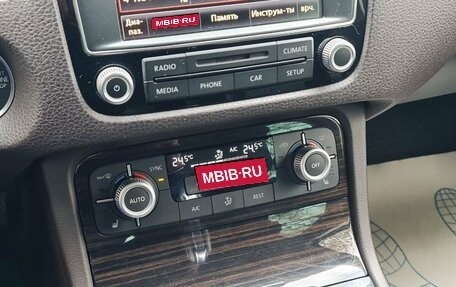 Диа-
паз.
MBIB.RU
Память
Инструм-ты
врч.
RADIO
CLIMATE
MEDIA
PHONE
CAR
SETUP
MAX
SYNC
24.5°C
A/C
24.5°C
OFF
AUTO
MBIB.RU
A/C
REST